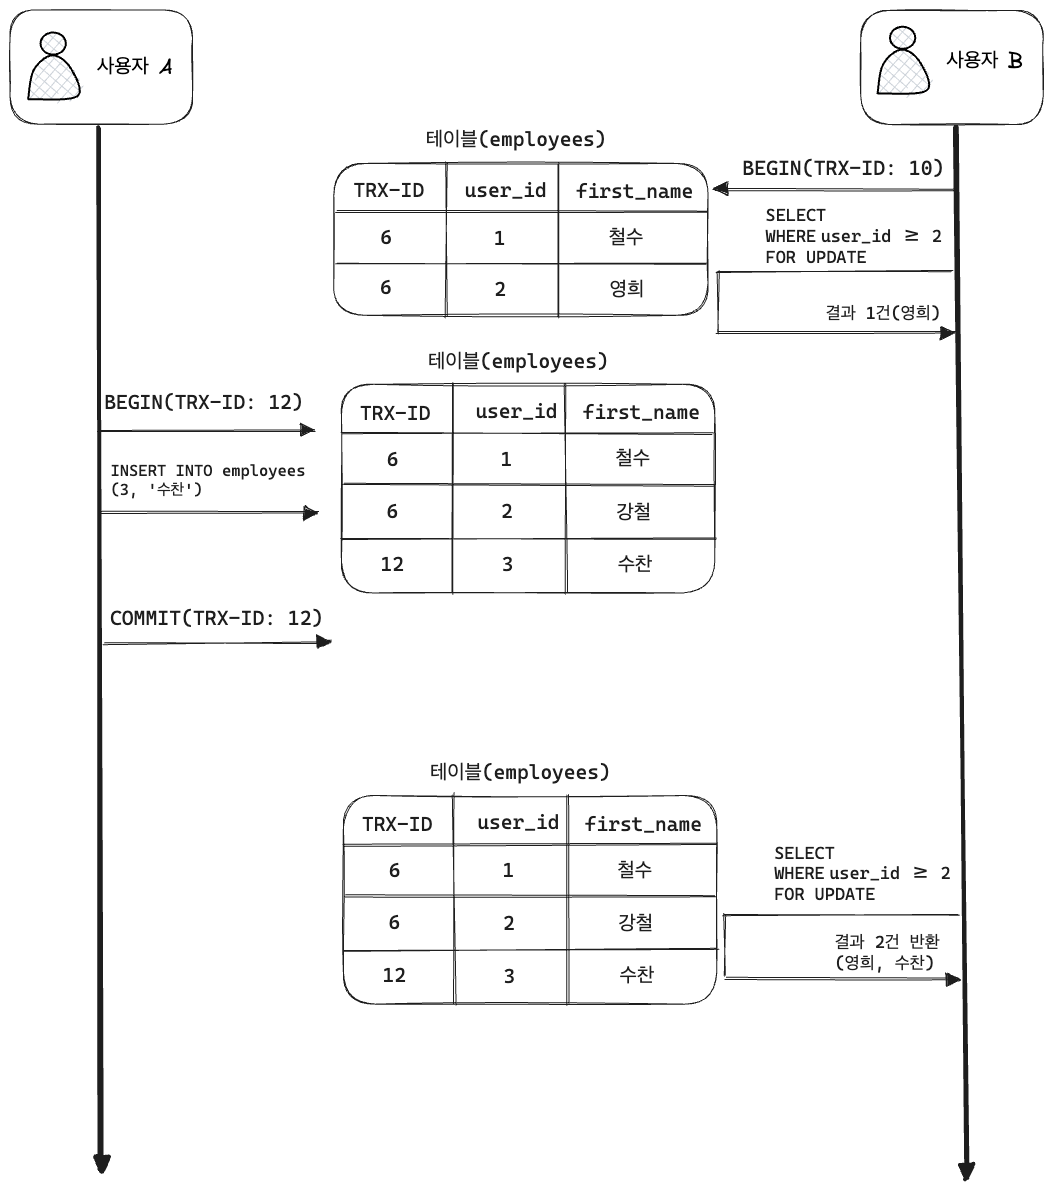 사용자 A
사용자 B
테이블(employees)
TRX-ID user_id first_name
6 1 철수
6 2 영희
BEGIN(TRX-ID: 10)
SELECT
WHERE user_id ≥ 2
FOR UPDATE
결과 1건(영희)
테이블(employees)
BEGIN(TRX-ID: 12)
INSERT INTO employees
(3, '수찬')
TRX-ID user_id first_name
6 1 철수
6 2 강철
12 3 수찬
COMMIT(TRX-ID: 12)
테이블(employees)
TRX-ID user_id first_name
6 1 철수
6 2 강철
12 3 수찬
SELECT
WHERE user_id ≥ 2
FOR UPDATE
결과 2건 반환
(영희, 수찬)